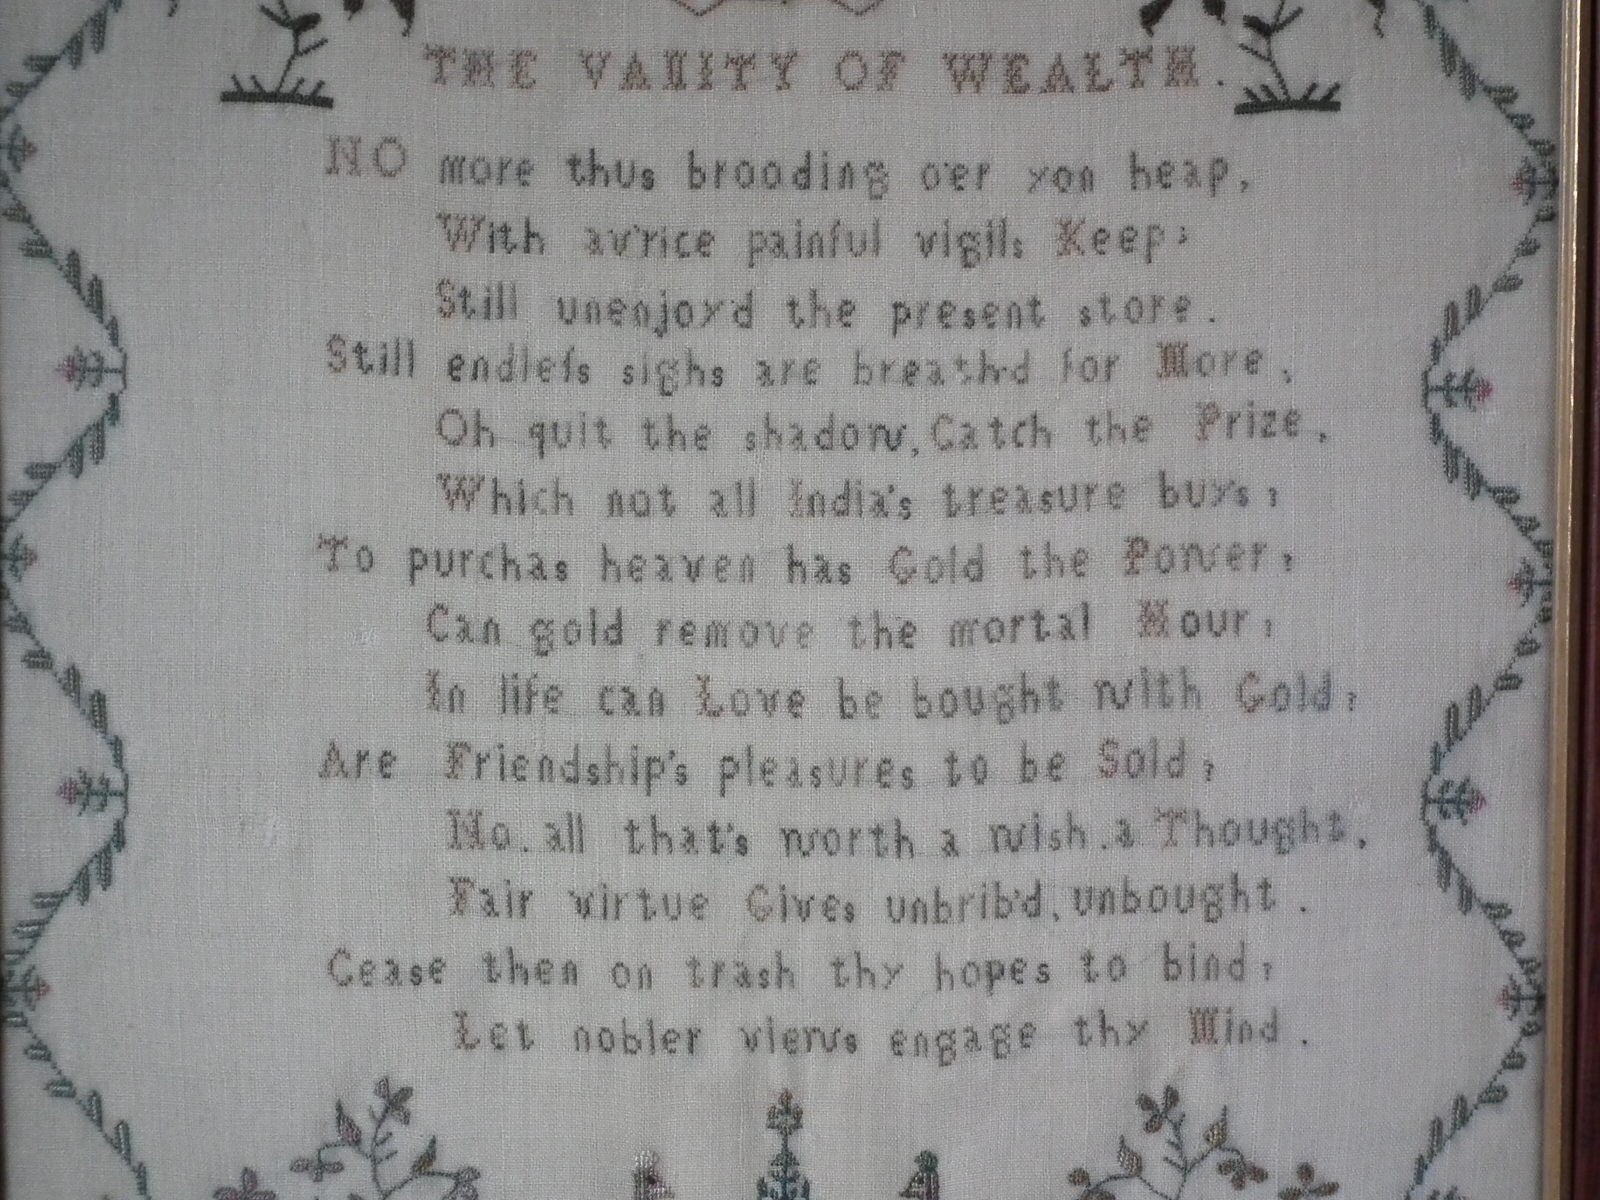 THE VANITY OF WEALTH.
NO more thus brooding o'er yon heap,
With av'rice painful vigils Keep;
Still unenjoy'd the present store.
Still endleſs sighs are breath'd for More,
Oh quit the shadow, Catch the Prize,
Which not all India's treasure buys;
To purchas heaven has Gold the Power;
Can gold remove the mortal Hour;
In life can Love be bought with Gold;
Are Friendship's pleasures to be Sold;
No. all that's worth a wish. a Thought,
Fair virtue Gives unbrib'd, unbought.
Cease then on trash thy hopes to bind;
Let nobler views engage thy Mind.